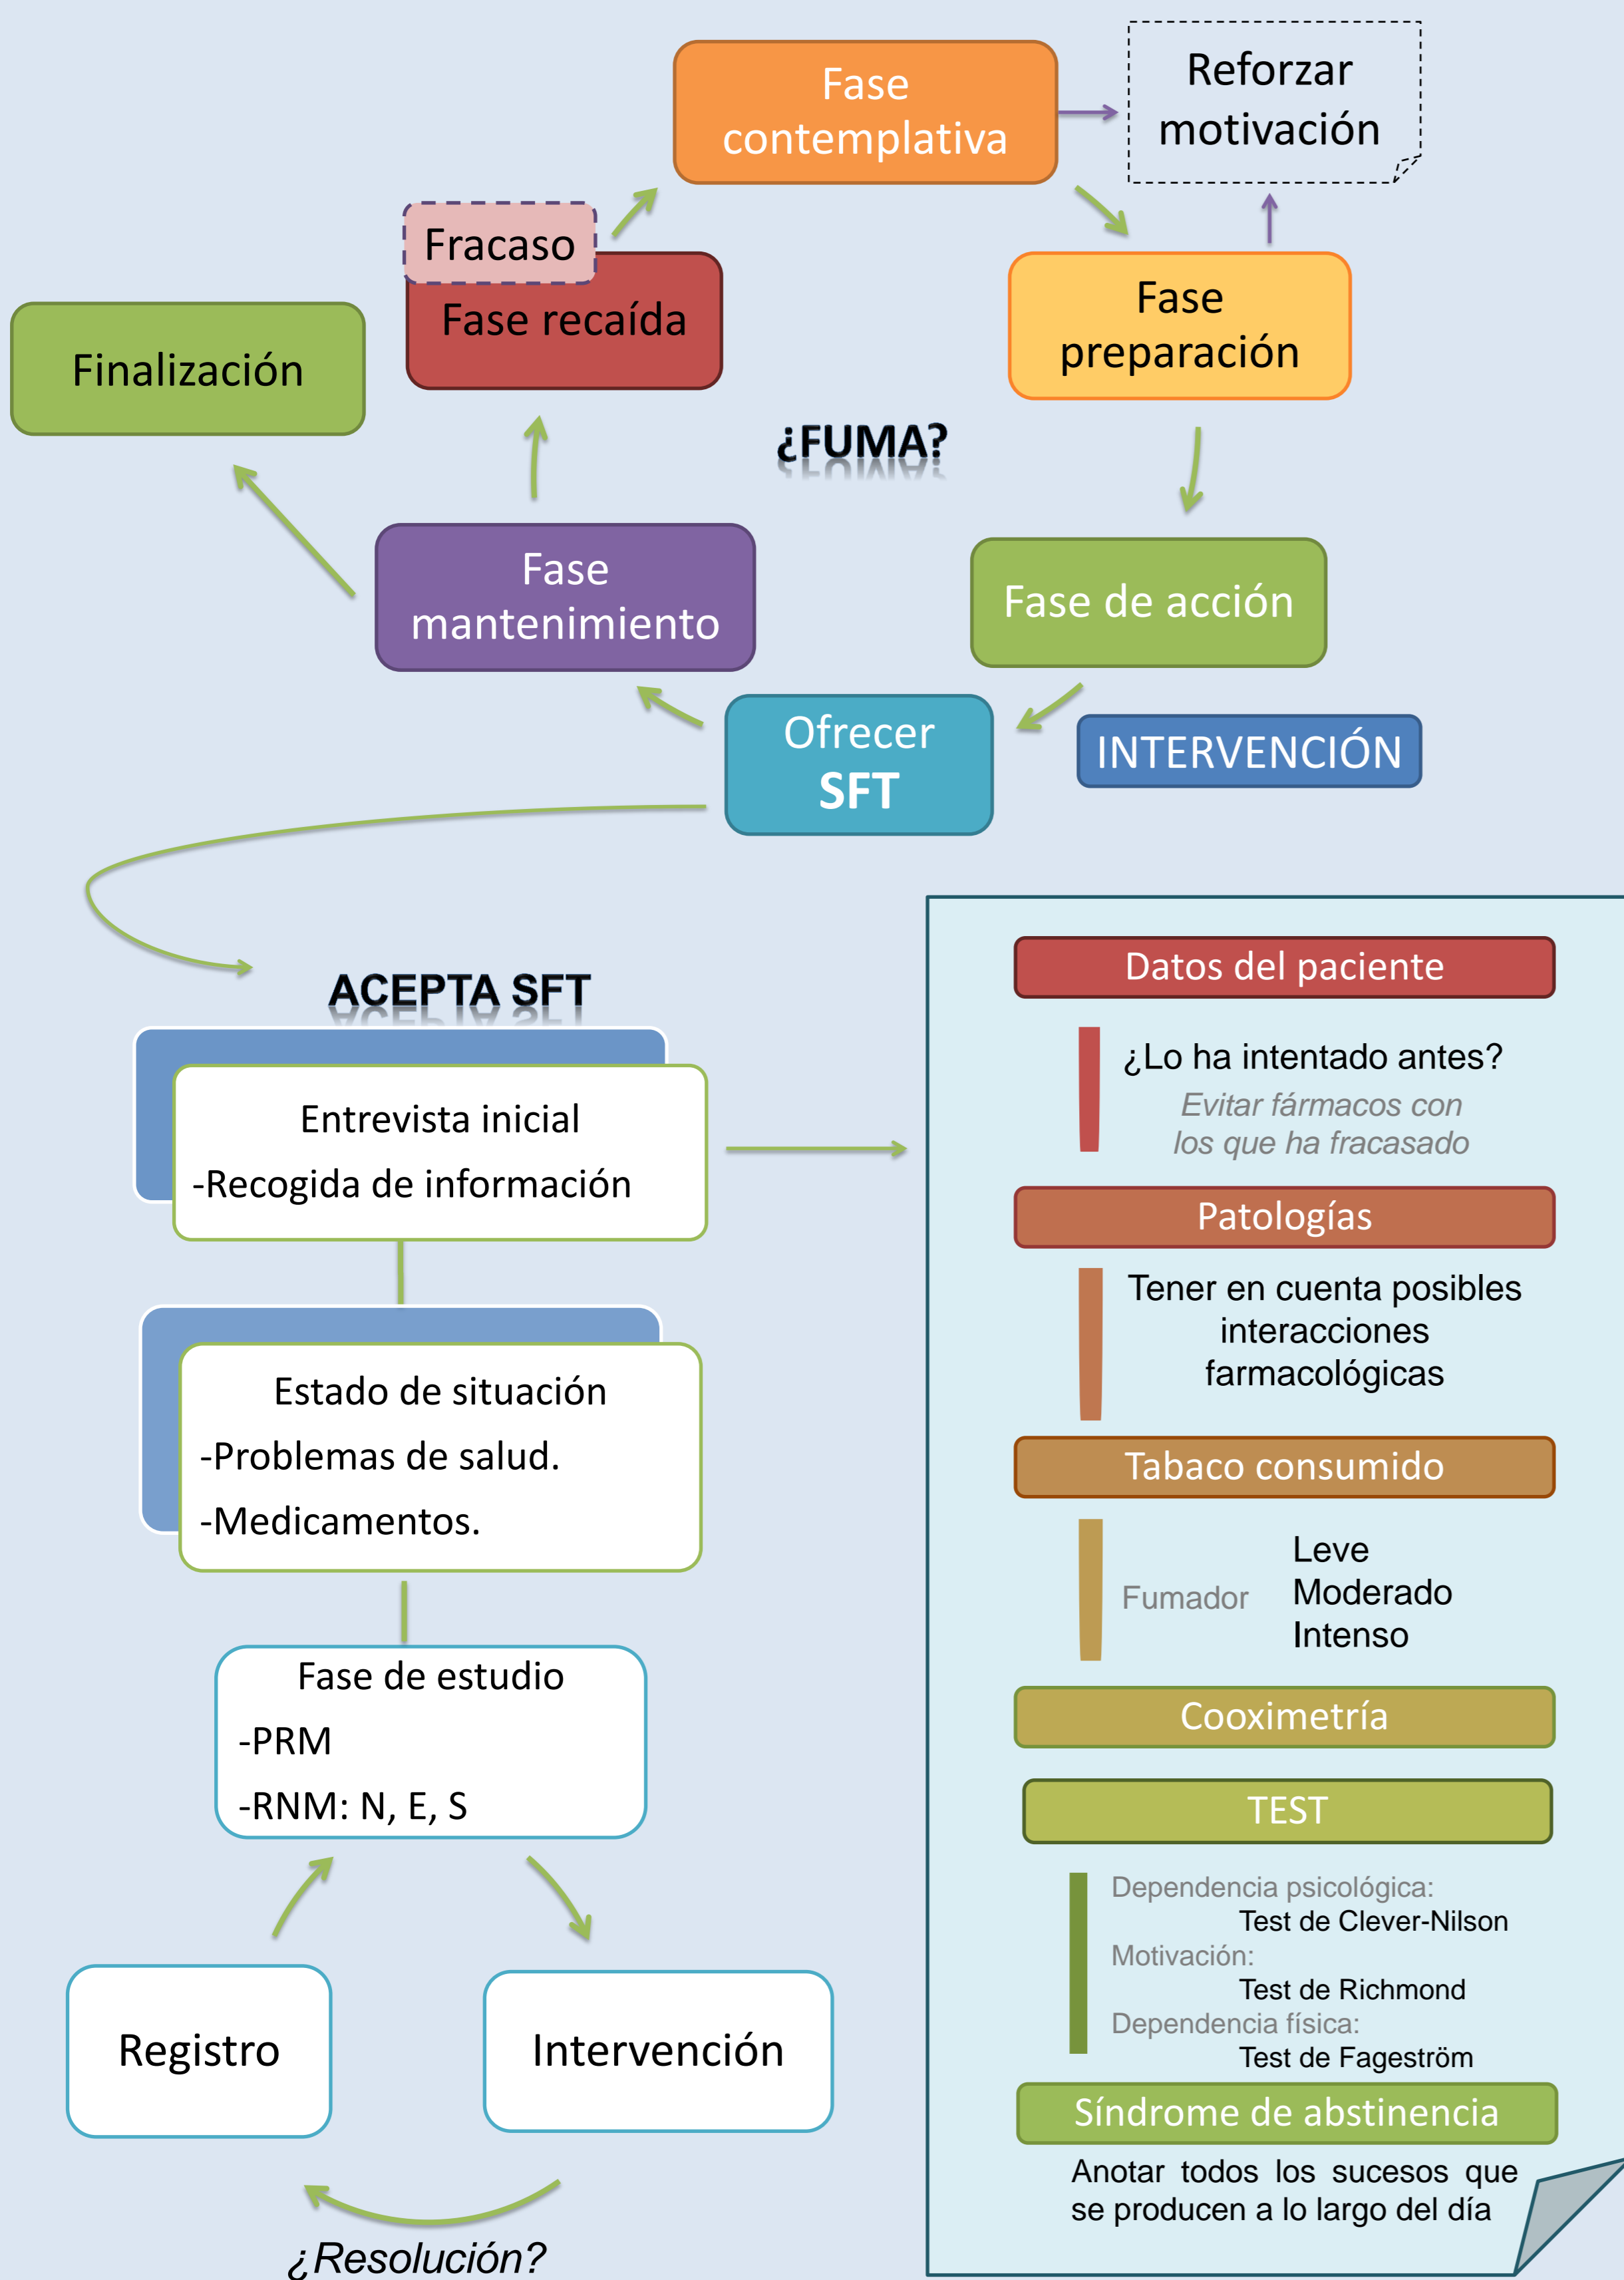 Fase
contemplativa
Reforzar
motivación
Fracaso
Fase recaída
Fase
preparación
Finalización
¿FUMA?
Fase
mantenimiento
Fase de acción
Ofrecer
SFT
INTERVENCIÓN
ACEPTA SFT
Entrevista inicial
-Recogida de información
Estado de situación
-Problemas de salud.
-Medicamentos.
Fase de estudio
-PRM
-RNM: N, E, S
Registro
Intervención
¿Resolución?
Datos del paciente
¿Lo ha intentado antes?
Evitar fármacos con
los que ha fracasado
Patologías
Tener en cuenta posibles
interacciones
farmacológicas
Tabaco consumido
Fumador
Leve
Moderado
Intenso
Cooximetría
TEST
Dependencia psicológica:
Test de Clever-Nilson
Motivación:
Test de Richmond
Dependencia física:
Test de Fageström
Síndrome de abstinencia
Anotar todos los sucesos que
se producen a lo largo del día